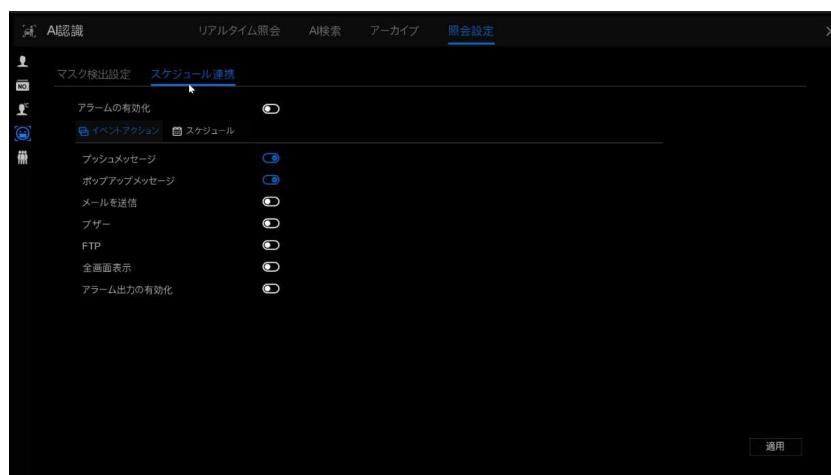 AI認識 リアルタイム照会 AI検索 アーカイブ 照会設定
マスク検出設定 スケジュール連携
NO.
アラームの有効化
℃
イベントアクション スケジュール
プッシュメッセージ
ポップアップメッセージ
メールを送信
ブザー
FTP
全画面表示
アラーム出力の有効化
適用